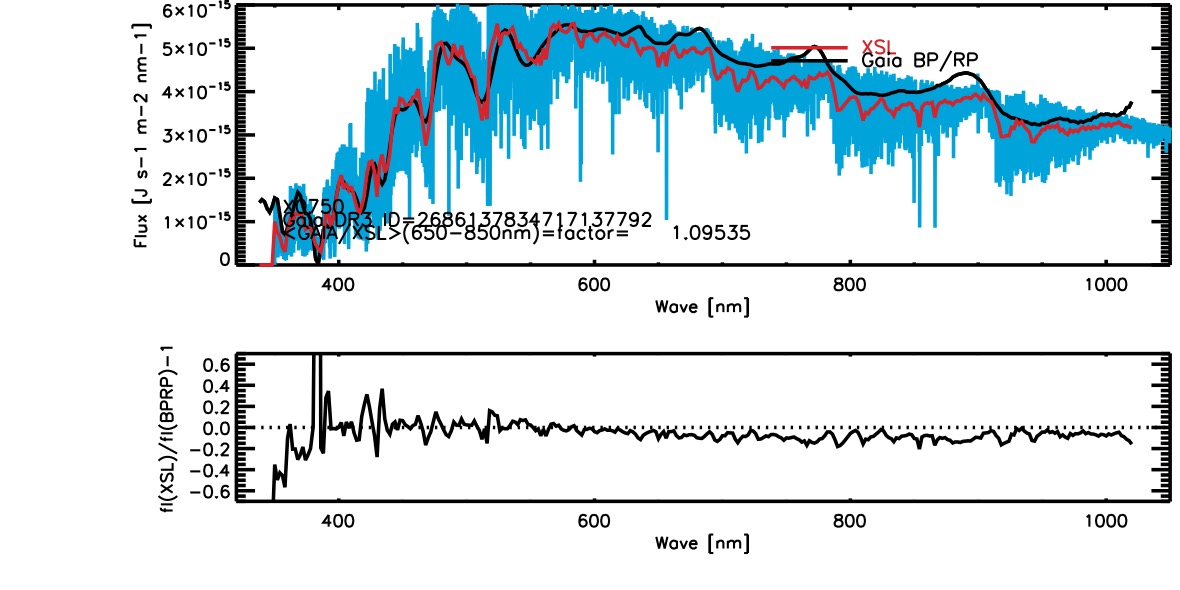 6×10⁻¹⁵
5×10⁻¹⁵
4×10⁻¹⁵
3×10⁻¹⁵
2×10⁻¹⁵
1×10⁻¹⁵
0
Flux [J s−1 m−2 nm−1]
XSL
Gaia BP/RP
X0750
Gaia DR3 ID=2686137834717137792
<GAIA/XSL>(650−850nm)=factor= 1.09535
400 600 800 1000
Wave [nm]
0.6
0.4
0.2
0.0
−0.2
−0.4
−0.6
fl(XSL)/fl(BPRP)−1
400 600 800 1000
Wave [nm]